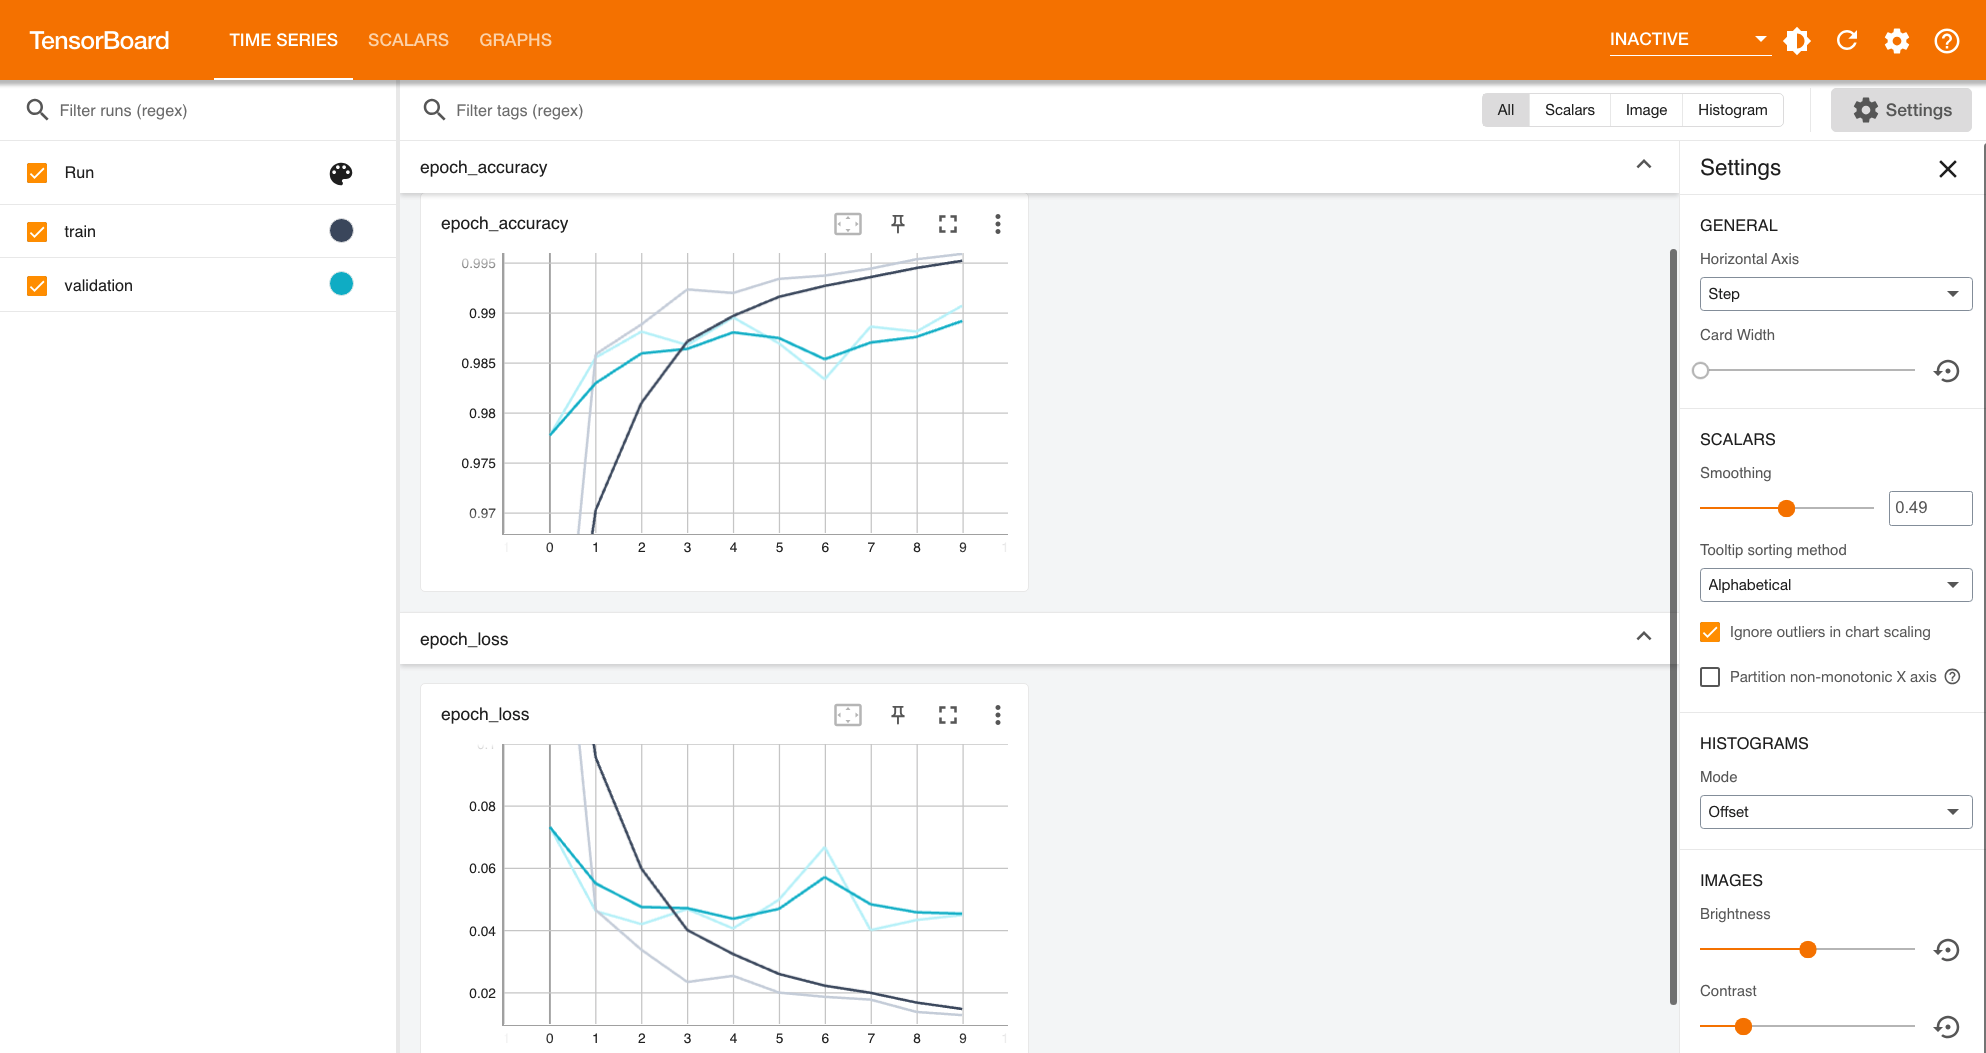 TensorBoard
TIME SERIES
SCALARS
GRAPHS
INACTIVE
Filter runs (regex)
Run
train
validation
Filter tags (regex)
All
Scalars
Image
Histogram
Settings
epoch_accuracy
epoch_accuracy
0.995
0.99
0.985
0.98
0.975
0.97
0 1 2 3 4 5 6 7 8 9
epoch_loss
epoch_loss
0.08
0.06
0.04
0.02
0 1 2 3 4 5 6 7 8 9
Settings
GENERAL
Horizontal Axis
Step
Card Width
SCALARS
Smoothing
0.49
Tooltip sorting method
Alphabetical
Ignore outliers in chart scaling
Partition non-monotonic X axis
HISTOGRAMS
Mode
Offset
IMAGES
Brightness
Contrast